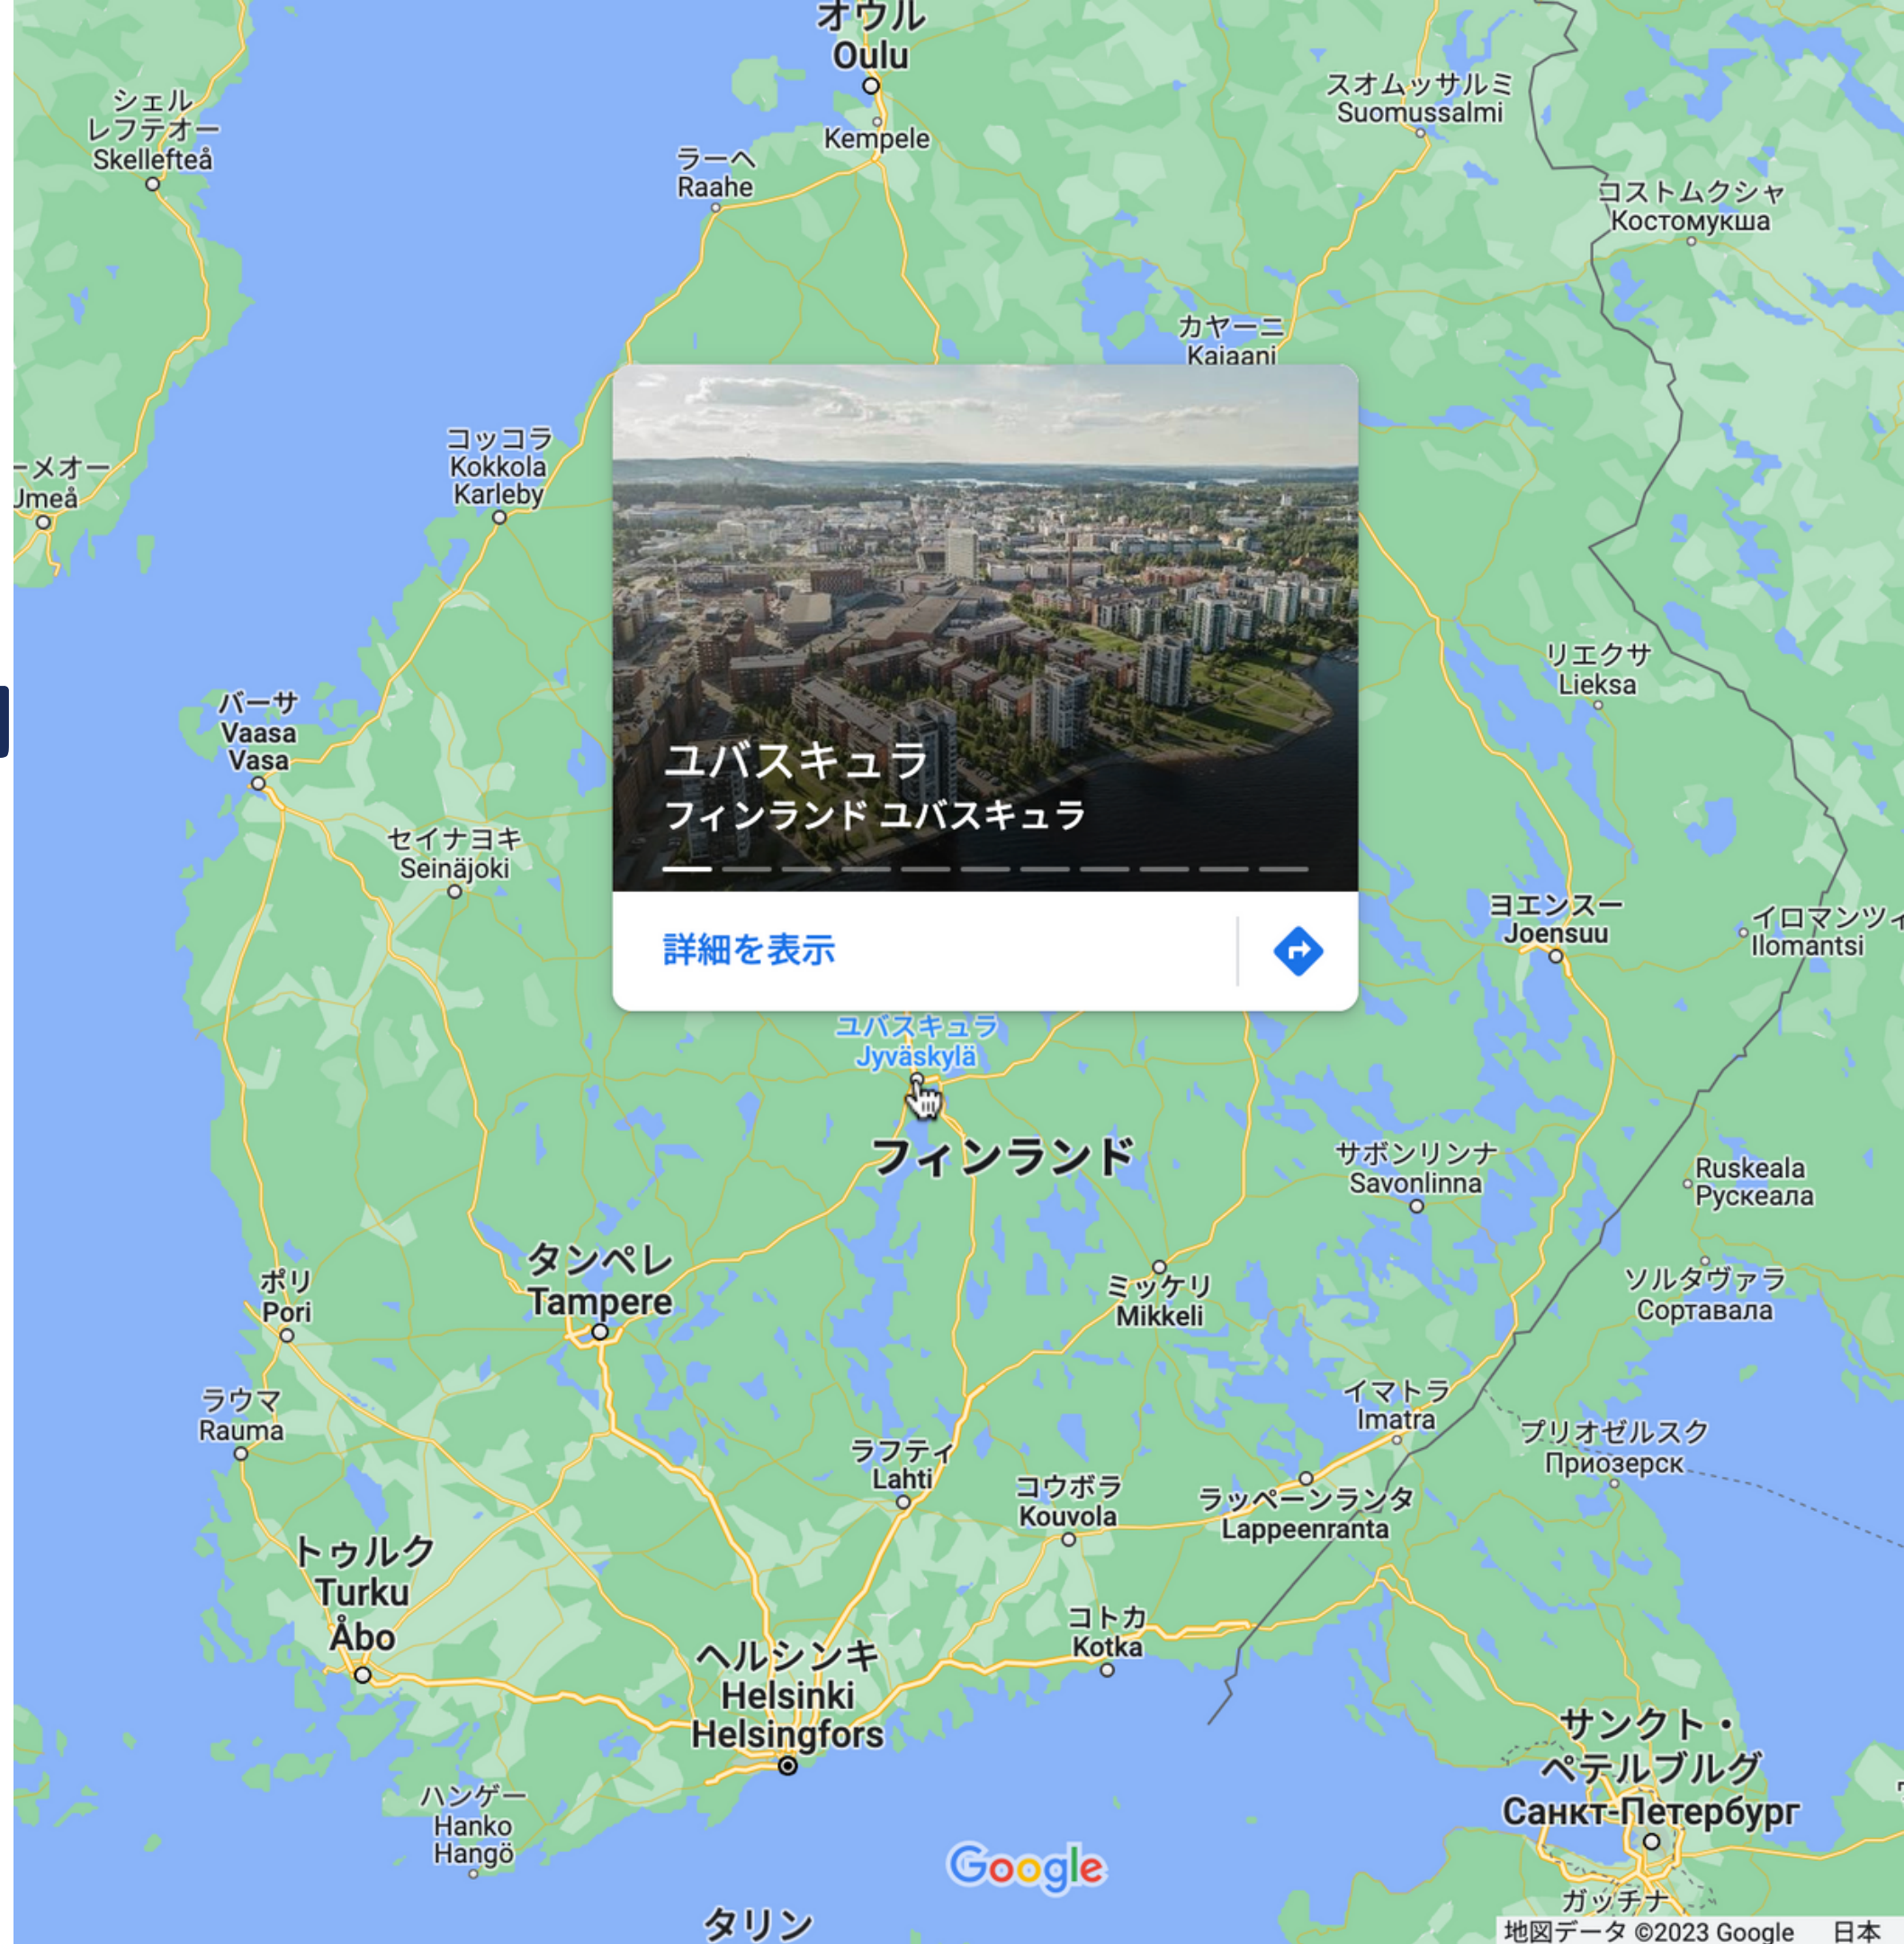 オウル
Oulu
シェル
レフテオー
Skellefteå
スオムッサルミ
Suomussalmi
Kempele
ラーヘ
Raahe
コストムクシャ
Костомукша
カヤーニ
Kajaani
コッコラ
Kokkola
Karleby
ーメオー
Umeå
リエクサ
Lieksa
バーサ
Vaasa
Vasa
ユバスキュラ
フィンランド ユバスキュラ
セイナヨキ
Seinäjoki
ヨエンスー
Joensuu
イロマンツィ
Ilomantsi
詳細を表示
ユバスキュラ
Jyväskylä
フィンランド
サボンリンナ
Savonlinna
Ruskeala
Рускеала
タンペレ
Tampere
ミッケリ
Mikkeli
ポリ
Pori
ソルタヴァラ
Сортавала
ラウマ
Rauma
イマトラ
Imatra
プリオゼルスク
Приозерск
ラフティ
Lahti
コウボラ
Kouvola
ラッペーンランタ
Lappeenranta
トゥルク
Turku
Åbo
コトカ
Kotka
ヘルシンキ
Helsinki
Helsingfors
サンクト・
ペテルブルグ
Санкт-Петербург
ハンゲー
Hanko
Hangö
Google
ガッチナ
タリン
地図データ ©2023 Google 日本